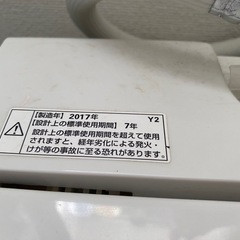 【製造年】2017年 Y2
【設計上の標準使用期間】 7年
設計上の標準使用期間を超えて使用
されますと、経年劣化による発火・
けが等の事故に至る恐れがあります。